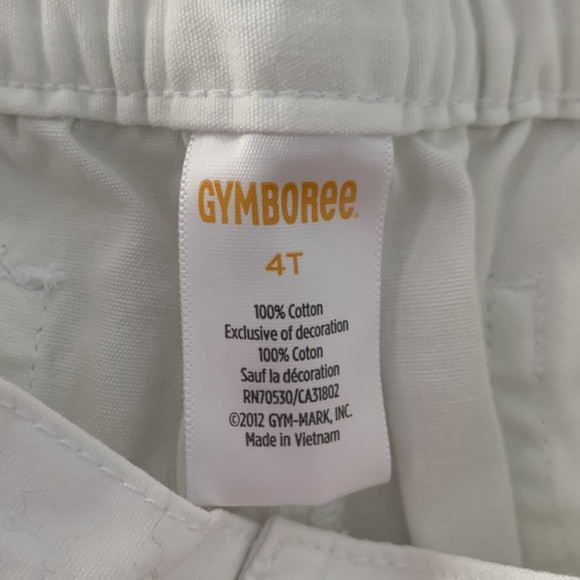 GYMBOREE
4T
100% Cotton
Exclusive of decoration
100% Coton
Sauf la décoration
RN70530/CA31802
©2012 GYM-MARK, INC.
Made in Vietnam